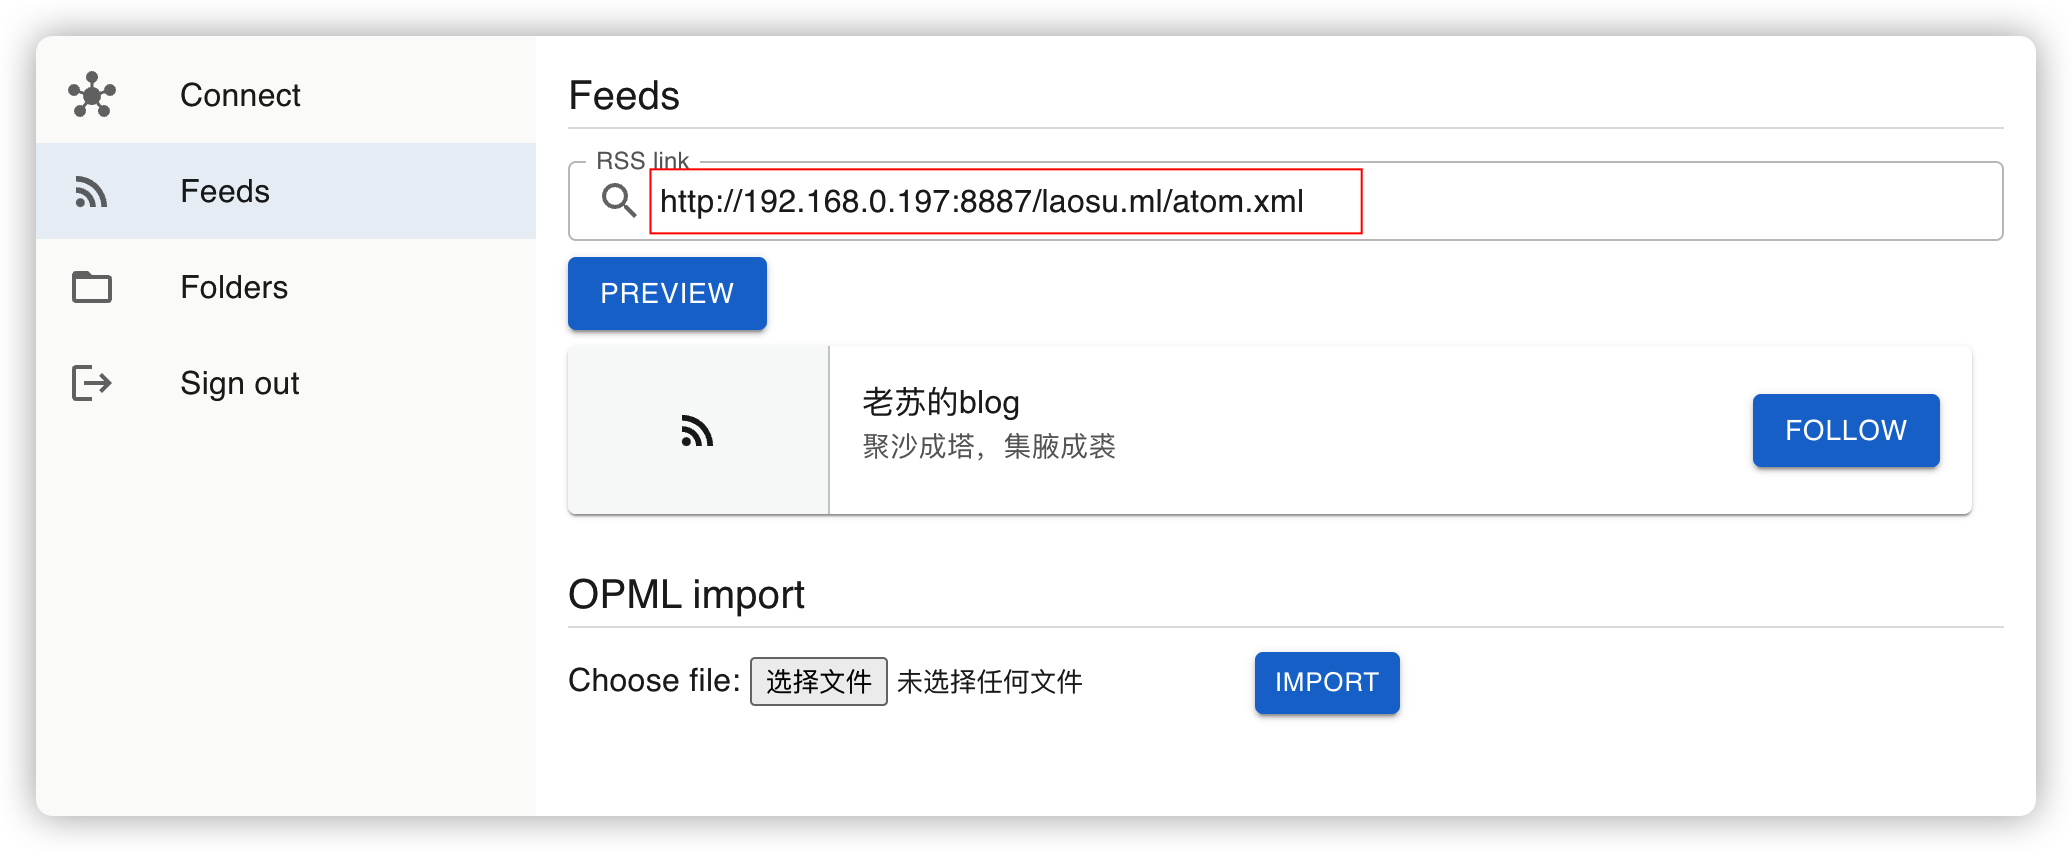 Connect
Feeds
Folders
Sign out
Feeds
RSS link
http://192.168.0.197:8887/laosu.ml/atom.xml
PREVIEW
老苏的blog
聚沙成塔，集腋成裘
FOLLOW
OPML import
Choose file: 选择文件 未选择任何文件 IMPORT